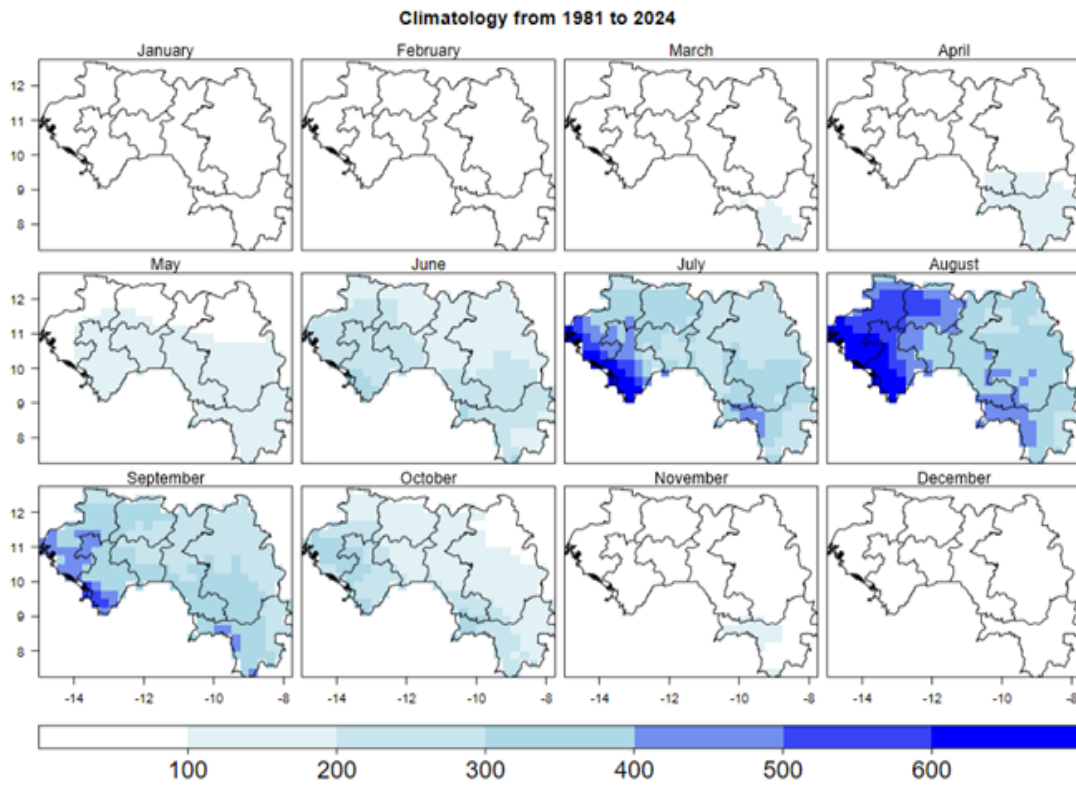 Climatology from 1981 to 2024
January February March April
12
11
10
9
8
May June July August
12
11
10
9
8
September October November December
12
11
10
9
8
-14 -12 -10 -8 -14 -12 -10 -8 -14 -12 -10 -8 -14 -12 -10 -8
100 200 300 400 500 600